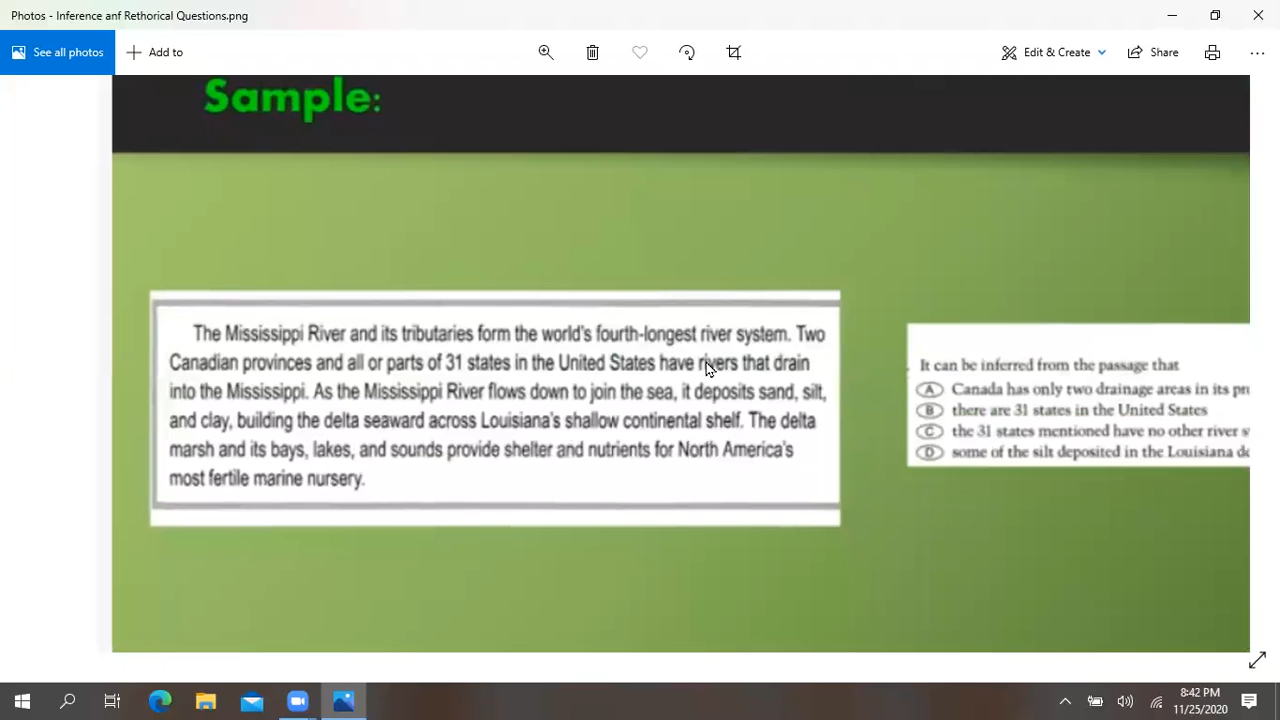 Photos - Inference anf Rethorical Questions.png
See all photos
Add to
Edit & Create
Share
Sample:
The Mississippi River and its tributaries form the world's fourth-longest river system. Two
Canadian provinces and all or parts of 31 states in the United States have rivers that drain
into the Mississippi. As the Mississippi River flows down to join the sea, it deposits sand, silt,
and clay, building the delta seaward across Louisiana's shallow continental shelf. The delta
marsh and its bays, lakes, and sounds provide shelter and nutrients for North America's
most fertile marine nursery.
It can be inferred from the passage that
A Canada has only two drainage areas in its
B there are 31 states in the United States
C the 31 states mentioned have no other river
D some of the silt deposited in the Louisiana
8:42 PM
11/25/2020